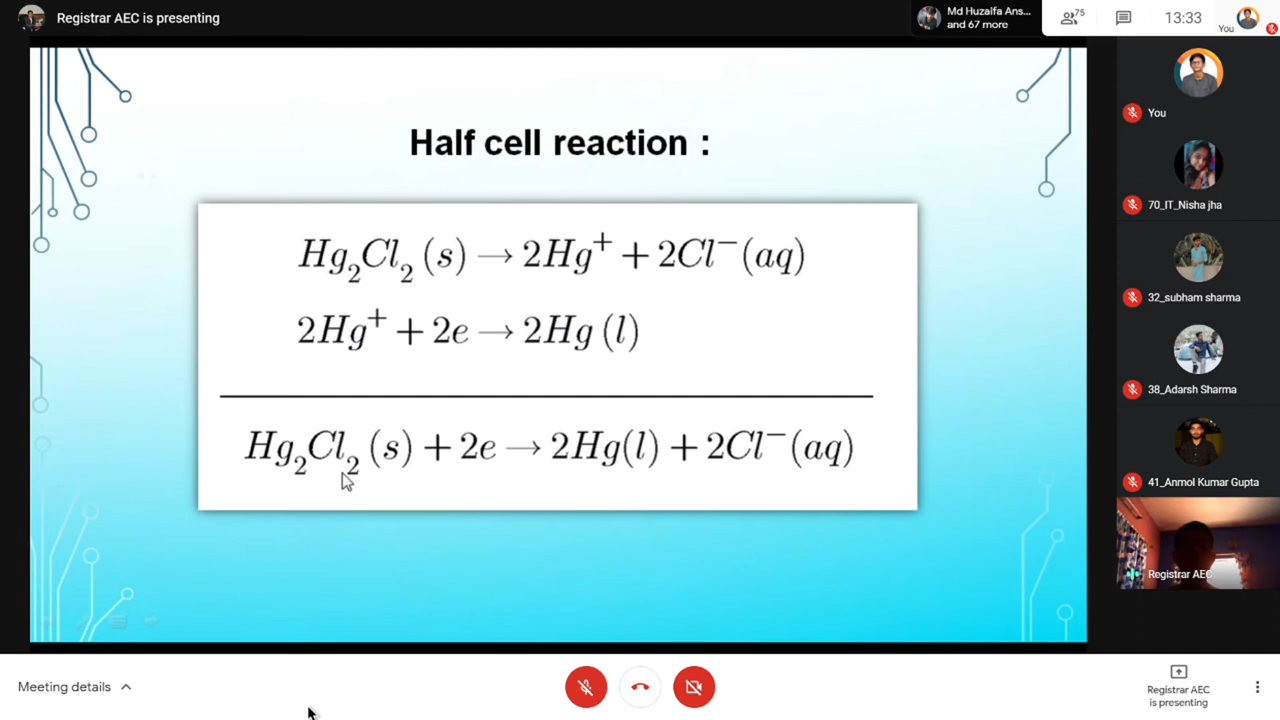 Registrar AEC is presenting
Md Huzaifa Ans...
and 67 more
75
13:33
You
Half cell reaction :
Hg₂Cl₂ (s) → 2Hg⁺ + 2Cl⁻ (aq)
2Hg⁺ + 2e → 2Hg (l)
Hg₂Cl₂ (s) + 2e → 2Hg(l) + 2Cl⁻ (aq)
You
70_IT_Nisha jha
32_subham sharma
38_Adarsh Sharma
41_Anmol Kumar Gupta
Registrar AEC
Meeting details
Registrar AEC
is presenting